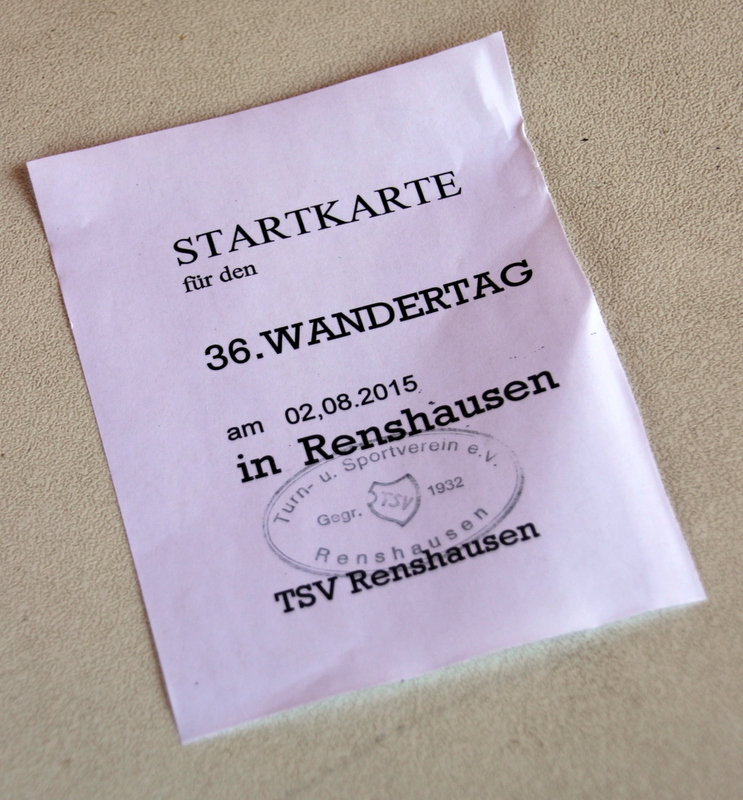 STARTKARTE
für den
36.WANDERTAG
am 02,08.2015
in Renshausen
Turn- u. Sportverein e.V.
Gegr. TSV 1932
Renshausen
TSV Renshausen